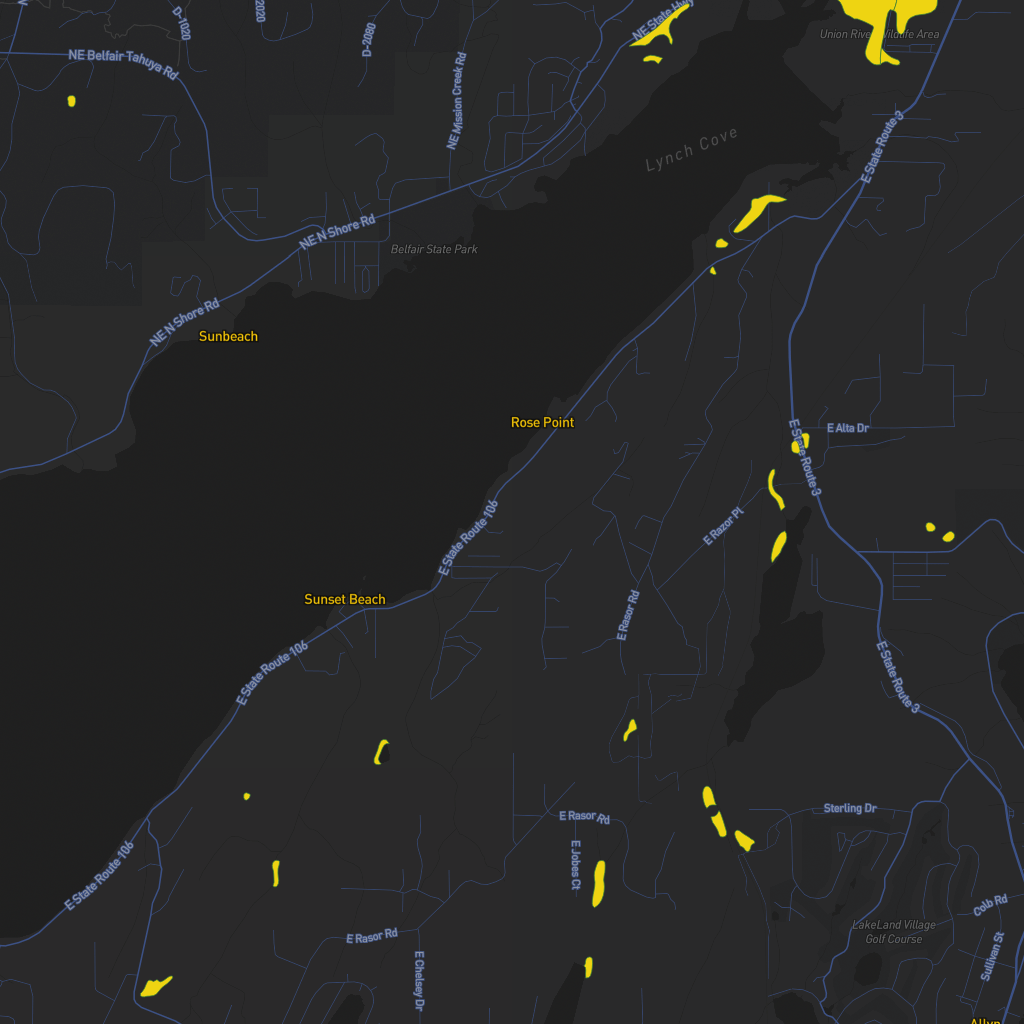 D-1020
2020
D-2080
NE State Hwy
Union River Wildlife Area
NE Belfair Tahuya Rd
NE Mission Creek Rd
E State Route 3
Lynch Cove
NE N Shore Rd
Belfair State Park
NE N Shore Rd
Sunbeach
Rose Point
E Alta Dr
E State Route 3
E State Route 106
E Razor Pl
Sunset Beach
E Rasor Rd
E State Route 106
E State Route 3
Sterling Dr
E Rasor Rd
E Jobes Ct
E State Route 106
Colb Rd
LakeLand Village
Golf Course
E Rasor Rd
Sullivan St
E Chelsey Dr
Allyn